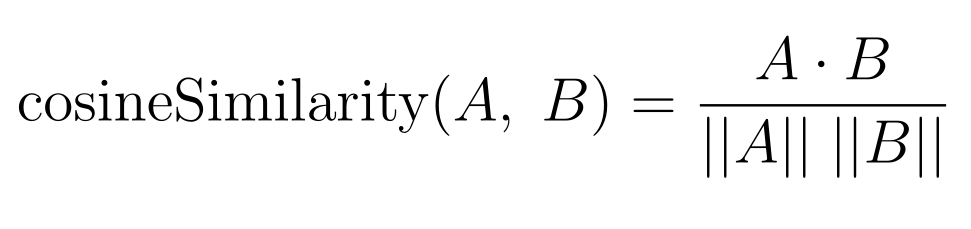 cosineSimilarity(A, B) = A · B / ||A|| ||B||